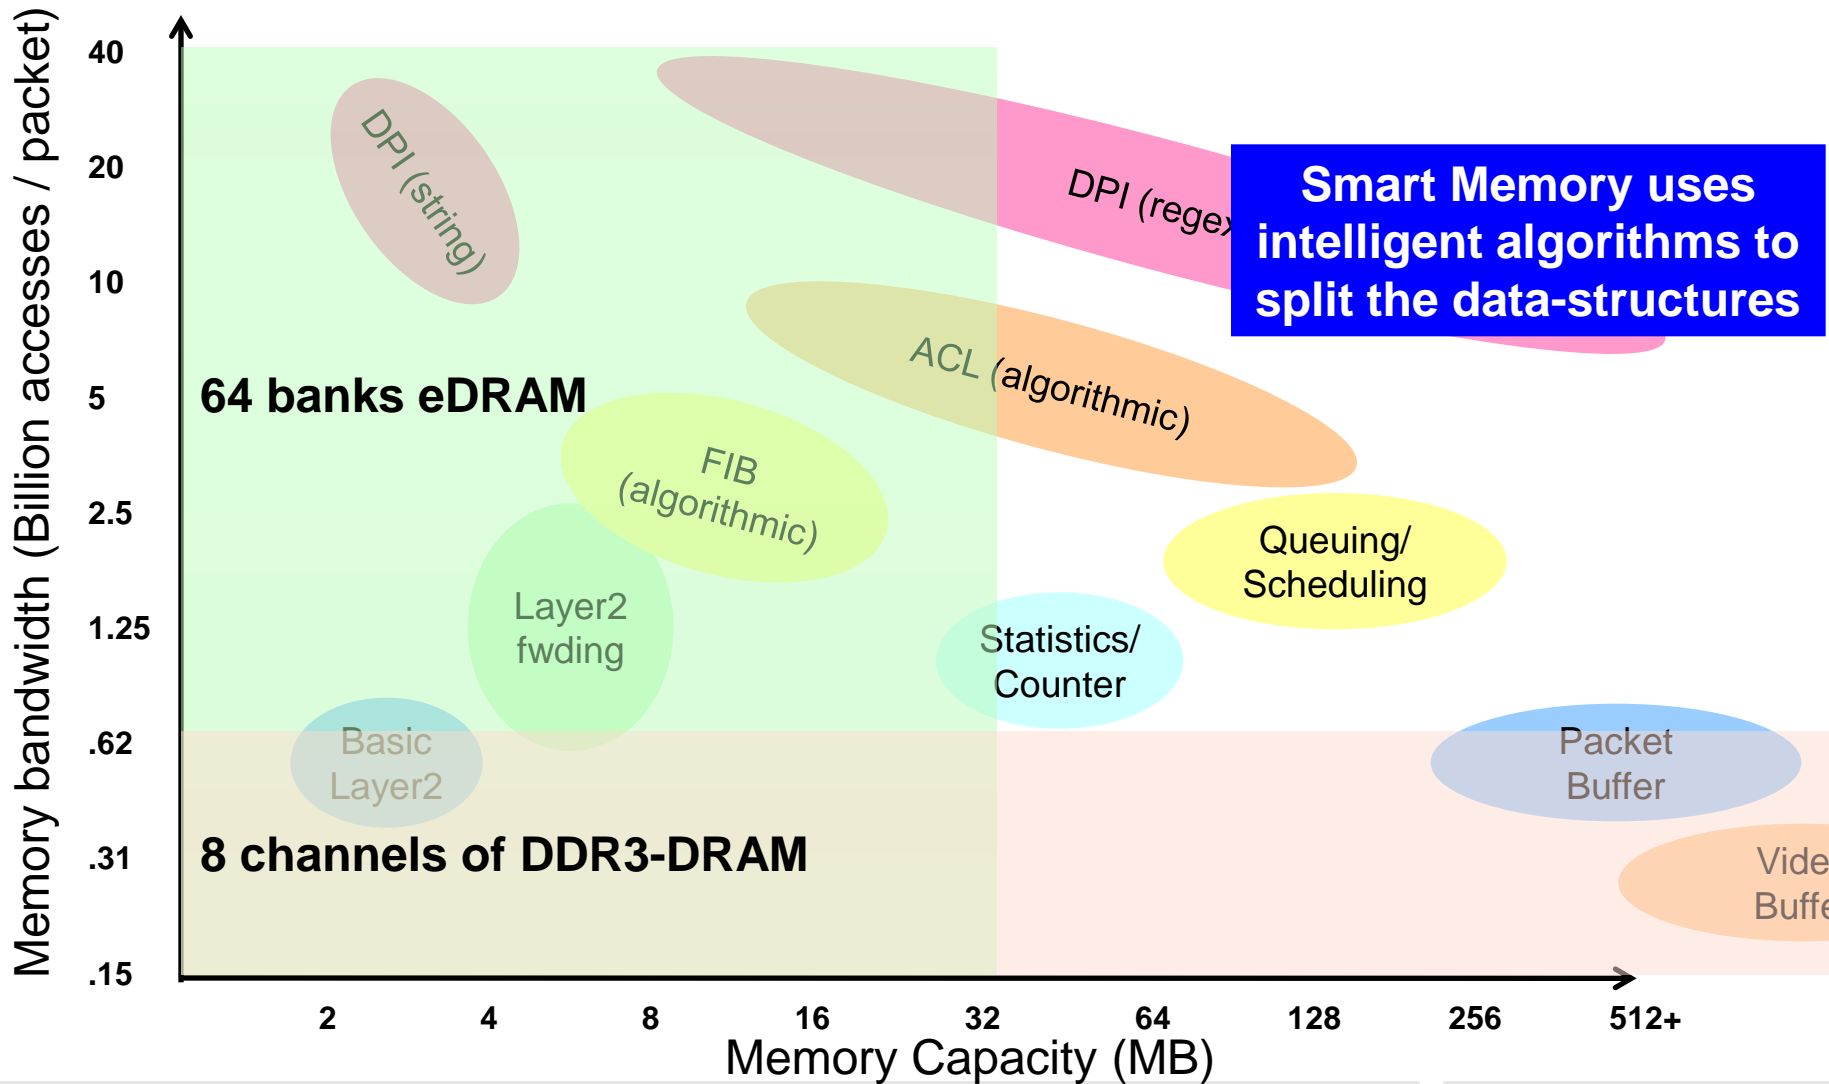 Memory bandwidth (Billion accesses / packet)
40
20
10
5
2.5
1.25
.62
.31
.15
DPI (string)
DPI (regex
Smart Memory uses
intelligent algorithms to
split the data-structures
ACL (algorithmic)
64 banks eDRAM
FIB
(algorithmic)
Queuing/
Scheduling
Layer2
fwding
Statistics/
Counter
Basic
Layer2
Packet
Buffer
8 channels of DDR3-DRAM
Vide
Buffe
2
4
8
16
32
64
128
256
512+
Memory Capacity (MB)